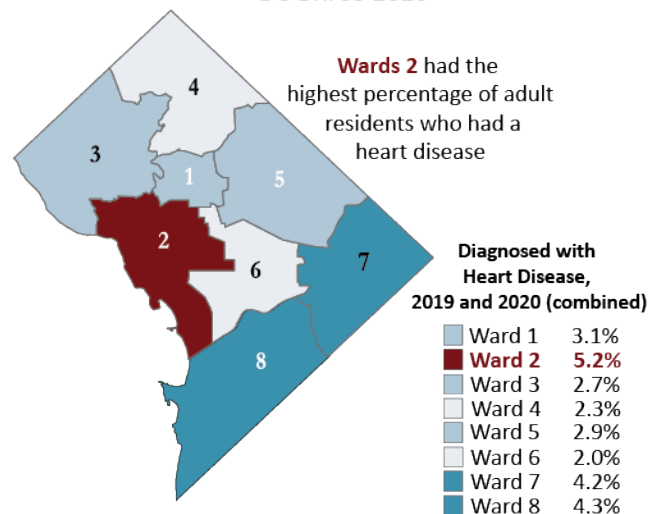 Wards 2 had the
highest percentage of adult
residents who had a
heart disease
4
3
1
5
2
6
7
8
Diagnosed with
Heart Disease,
2019 and 2020 (combined)
Ward 1 3.1%
Ward 2 5.2%
Ward 3 2.7%
Ward 4 2.3%
Ward 5 2.9%
Ward 6 2.0%
Ward 7 4.2%
Ward 8 4.3%